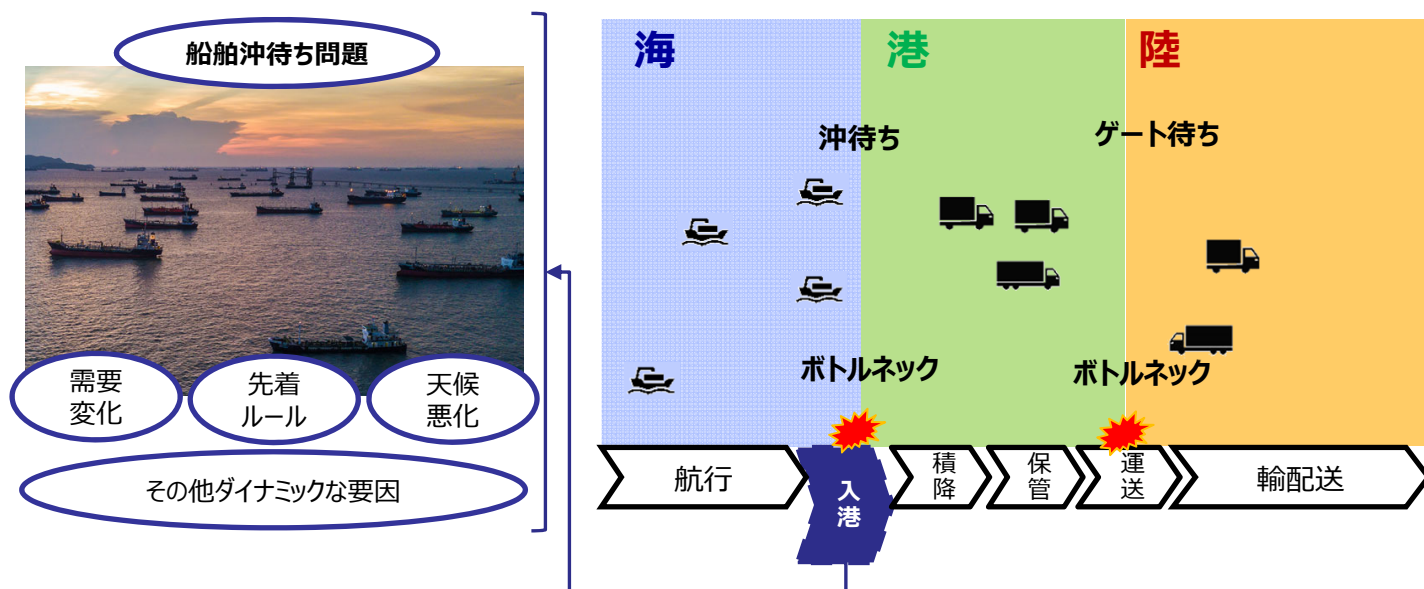 船舶沖待ち問題
需要
変化
先着
ルール
天候
悪化
その他ダイナミックな要因
海
港
陸
沖待ち
ゲート待ち
ボトルネック
ボトルネック
航行
入
港
積
降
保
管
運
送
輸配送